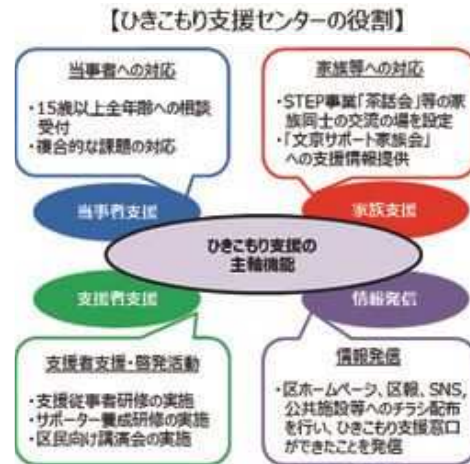 【ひきこもり支援センターの役割】
当事者への対応
・15歳以上全年齢への相談
受付
・複合的な課題の対応
家族等への対応
・STEP事業「茶話会」等の家
族同士の交流の場を設定
・「文京サポート家族会」
への支援情報提供
当事者支援
家族支援
ひきこもり支援の
主軸機能
支援者支援
情報発信
支援者支援・啓発活動
・支援従事者研修の実施
・サポーター養成研修の実施
・区民向け講演会の実施
情報発信
・区ホームページ、区報、SNS,
公共施設等へのチラシ配布
を行い、ひきこもり支援窓口
ができたことを発信